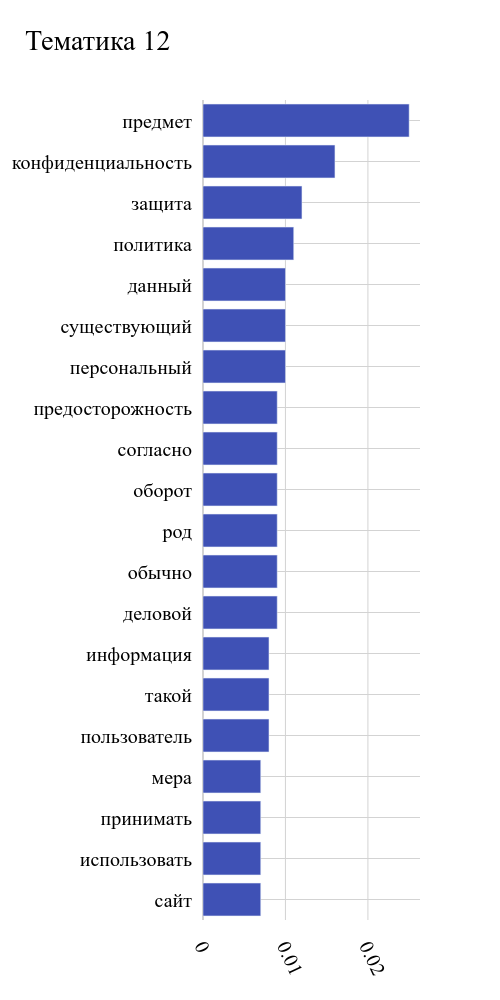 Тематика 12
предмет
конфиденциальность
защита
политика
данный
существующий
персональный
предосторожность
согласно
оборот
род
обычно
деловой
информация
такой
пользователь
мера
принимать
использовать
сайт
0
0.01
0.02